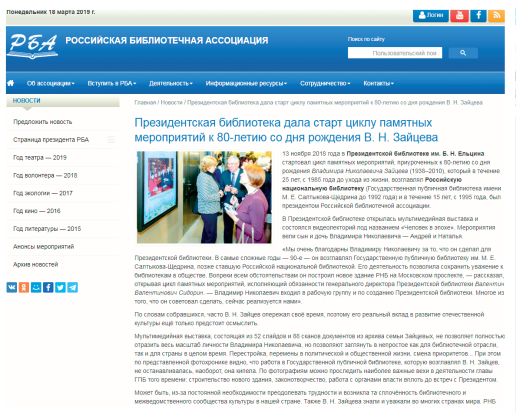 Понедельник 18 марта 2019 г.
Логин
РБА
РОССИЙСКАЯ БИБЛИОТЕЧНАЯ АССОЦИАЦИЯ
Поиск по сайту
Пользовательский пои
Об ассоциации
Вступить в РБА
Деятельность
Информационные ресурсы
Сотрудничество
Контакты
НОВОСТИ
Предложить новость
Страница президента РБА
Год театра — 2019
Год волонтера — 2018
Год экологии — 2017
Год кино — 2016
Год литературы — 2015
Анонсы мероприятий
Архив новостей
Главная / Новости / Президентская библиотека дала старт циклу памятных мероприятий к 80-летию со дня рождения В. Н. Зайцева
Президентская библиотека дала старт циклу памятных
мероприятий к 80-летию со дня рождения В. Н. Зайцева
13 ноября 2018 года в Президентской библиотеке им. Б. Н. Ельцина
стартовал цикл памятных мероприятий, приуроченных к 80-летию со дня
рождения Владимира Николаевича Зайцева (1938–2010), который в течение
25 лет, с 1985 года до ухода из жизни, возглавлял Российскую
национальную библиотеку (Государственная публичная библиотека имени
М. Е. Салтыкова-Щедрина до 1992 года) и в течение 15 лет, с 1995 года, был
президентом Российской библиотечной ассоциации.
В Президентской библиотеке открылась мультимедийная выставка и
состоялся видеолекторий под названием «Человек в эпохе». Мероприятия
вели сын и дочь Владимира Николаевича — Андрей и Наталья.
«Мы очень благодарны Владимиру Николаевичу за то, что он сделал для
Президентской библиотеки. В самые сложные годы — 90-е — он возглавлял Государственную публичную библиотеку им. М. Е.
Салтыкова-Щедрина, позже ставшую Российской национальной библиотекой. Его деятельность позволила сохранить уважение к
библиотекам в обществе. Вопреки всем обстоятельствам он построил новое здание РНБ на Московском проспекте, — рассказал,
открывая цикл памятных мероприятий, исполняющий обязанности генерального директора Президентской библиотеки Валентин
Валентинович Сидорин. — Владимир Николаевич входил в рабочую группу и по созданию Президентской библиотеки. Многое из
того, что он советовал сделать, сейчас реализуется нами».
По словам собравшихся, часто В. Н. Зайцев опережал своё время, поэтому его реальный вклад в развитие отечественной
культуры ещё только предстоит осмыслить.
Мультимедийная выставка, состоящая из 52 слайдов и 88 сканов документов из архива семьи Зайцевых, не позволяет полностью
отразить весь масштаб личности Владимира Николаевича, но позволяют заглянуть в непростое как для библиотечной отрасли,
так и для страны в целом время. Перестройка, перемены в политической и общественной жизни, смена приоритетов... При этом
по представленной фотохронике видно, что работа в Государственной публичной библиотеке, которую возглавлял В. Н. Зайцев,
не останавливалась, наоборот, она кипела. По фотографиям можно проследить наиболее важные вехи в деятельности главы
ГПБ того времени: строительство нового здания, законотворчество, работа с органами власти вплоть до встреч с Президентом.
Может быть, из-за постоянной необходимости преодолевать трудности и возникла та сплочённость библиотечного и
межведомственного сообщества культуры в нашей стране. Также В. Н. Зайцева знали и уважали во многих странах мира. РНБ